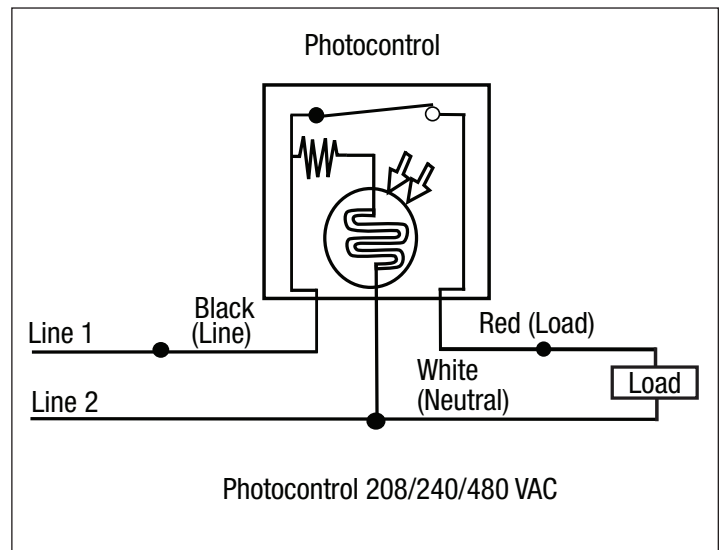 Photocontrol
Black
(Line)
Line 1
Red (Load)
Load
White
(Neutral)
Line 2
Photocontrol 208/240/480 VAC